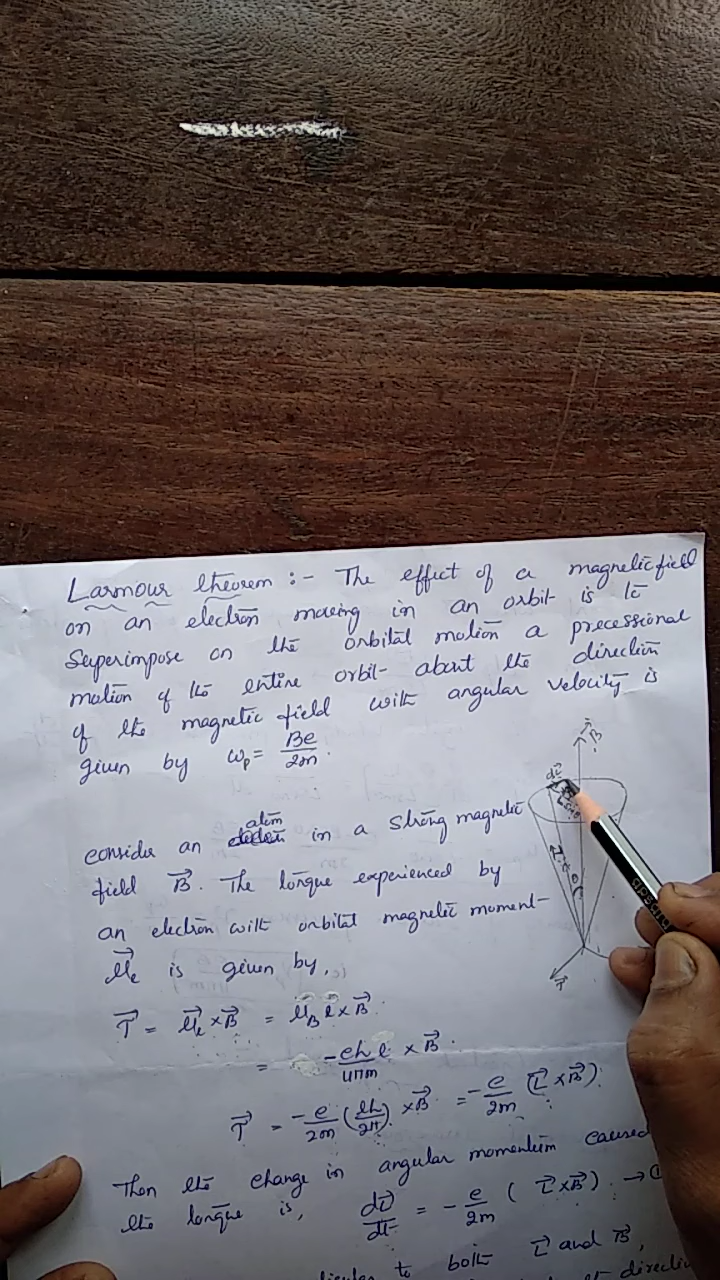 Larmour theorem :- The effect of a magnetic field
on an electron moving in an orbit is to
superimpose on the orbital motion a precessional
motion of the entire orbit about the direction
of the magnetic field with angular velocity is
given by ωp = Be/2m.
B⃗
consider an atom in a strong magnetic
field B⃗. The torque experienced by
an electron with orbital magnetic moment
μ⃗l is given by,
T⃗ = μ⃗l × B⃗ = μB l × B⃗.
= -eh/4πm l × B⃗.
T⃗ = -e/2m (lh/2π) × B⃗ = -e/2m (L⃗ × B⃗).
Then the change in angular momentum caused
the torque is, dL⃗/dt = -e/2m (L⃗ × B⃗). →
to both L⃗ and B⃗,